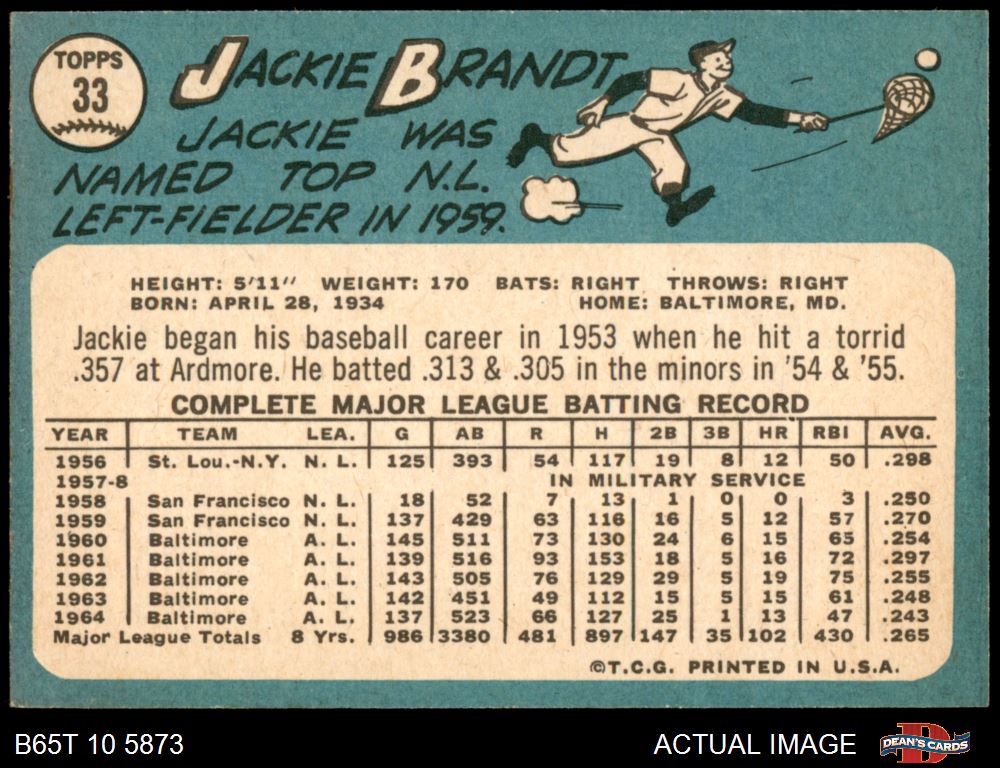 TOPPS
33
JACKIE BRANDT
JACKIE WAS
NAMED TOP N.L.
LEFT-FIELDER IN 1959.
HEIGHT: 5'11" WEIGHT: 170 BATS: RIGHT THROWS: RIGHT
BORN: APRIL 28, 1934 HOME: BALTIMORE, MD.
Jackie began his baseball career in 1953 when he hit a torrid
.357 at Ardmore. He batted .313 & .305 in the minors in '54 & '55.
COMPLETE MAJOR LEAGUE BATTING RECORD
YEAR TEAM LEA. G AB R H 2B 3B HR RBI AVG.
1956 St. Lou.-N.Y. N. L. 125 393 54 117 19 8 12 50 .298
1957-8 IN MILITARY SERVICE
1958 San Francisco N. L. 18 52 7 13 1 0 0 3 .250
1959 San Francisco N. L. 137 429 63 116 16 5 12 57 .270
1960 Baltimore A. L. 145 511 73 130 24 6 15 65 .254
1961 Baltimore A. L. 139 516 93 153 18 5 16 72 .297
1962 Baltimore A. L. 143 505 76 129 29 5 19 75 .255
1963 Baltimore A. L. 142 451 49 112 15 5 15 61 .248
1964 Baltimore A. L. 137 523 66 127 25 1 13 47 .243
Major League Totals 8 Yrs. 986 3380 481 897 147 35 102 430 .265
©T.C.G. PRINTED IN U.S.A.
B65T 10 5873 ACTUAL IMAGE D DEAN'S CARDS